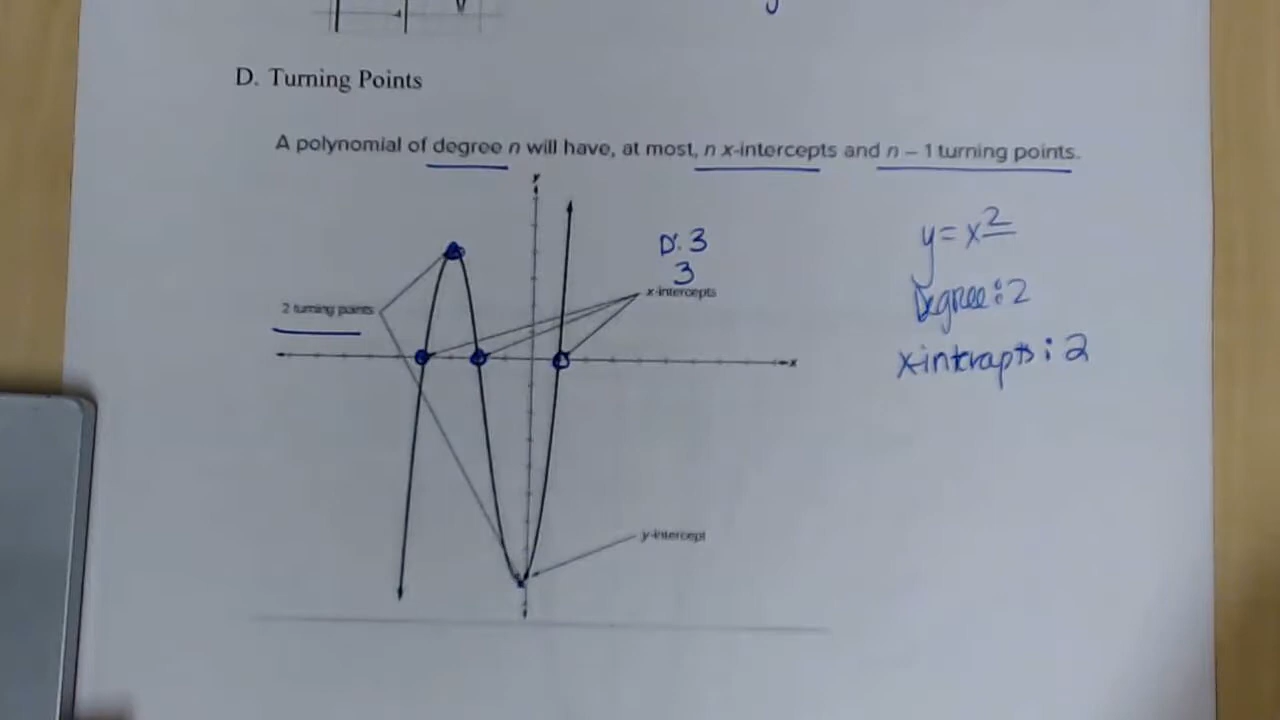 D. Turning Points
A polynomial of degree n will have, at most, n x-intercepts and n – 1 turning points.
y
D: 3
3
x-intercepts
2 turning points
x
y-intercept
y = x2
Degree: 2
x-intrapts: 2